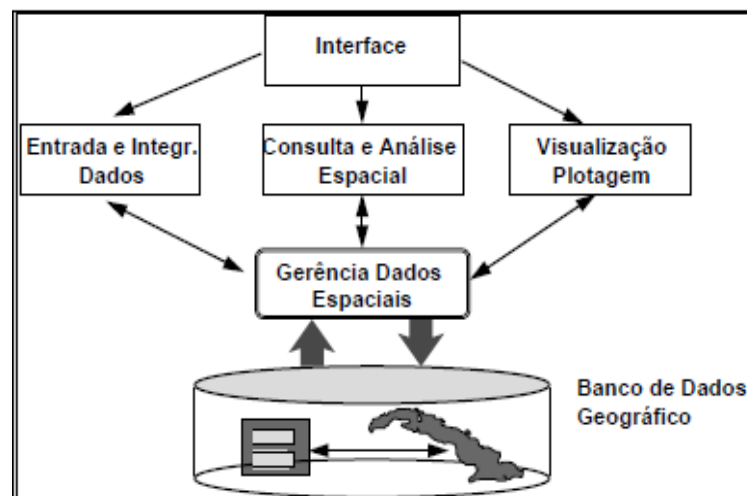 Interface
Entrada e Integr.
Dados
Consulta e Análise
Espacial
Visualização
Plotagem
Gerência Dados
Espaciais
Banco de Dados
Geográfico